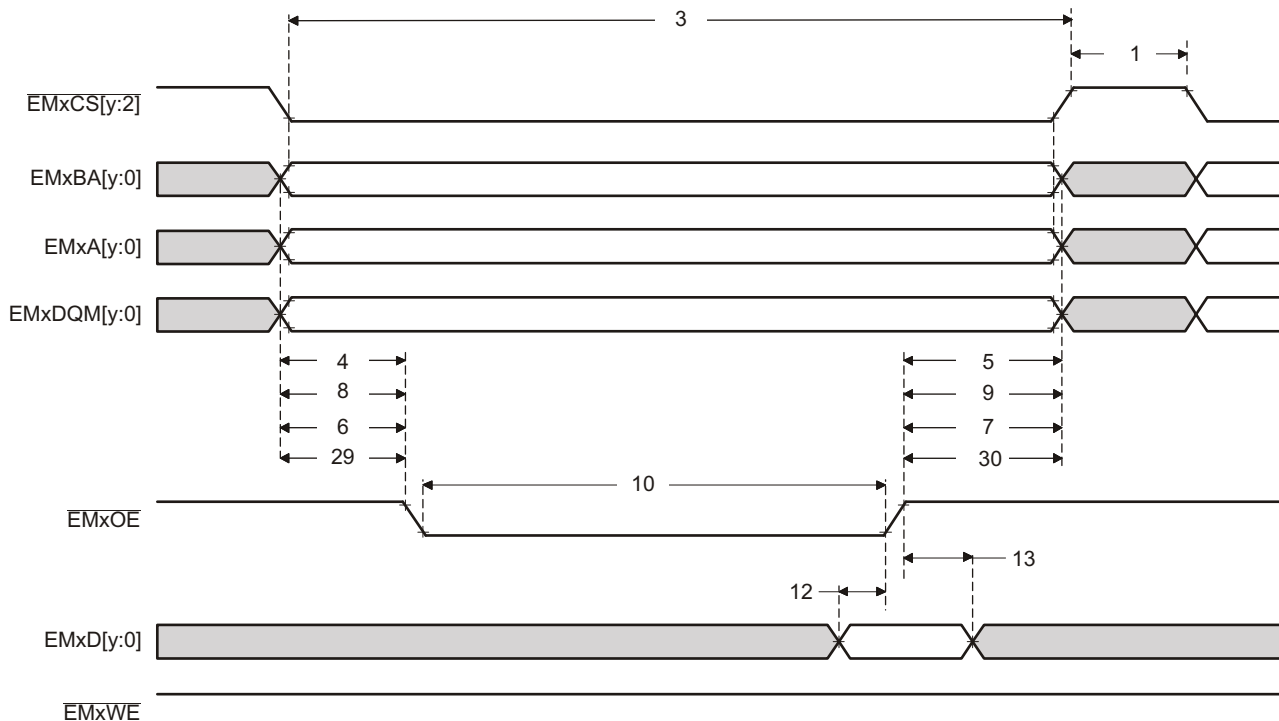 3
1
EMxCS[y:2]
EMxBA[y:0]
EMxA[y:0]
EMxDQM[y:0]
4 5
8 9
6 7
29 30
10
EMxOE
13
12
EMxD[y:0]
EMxWE